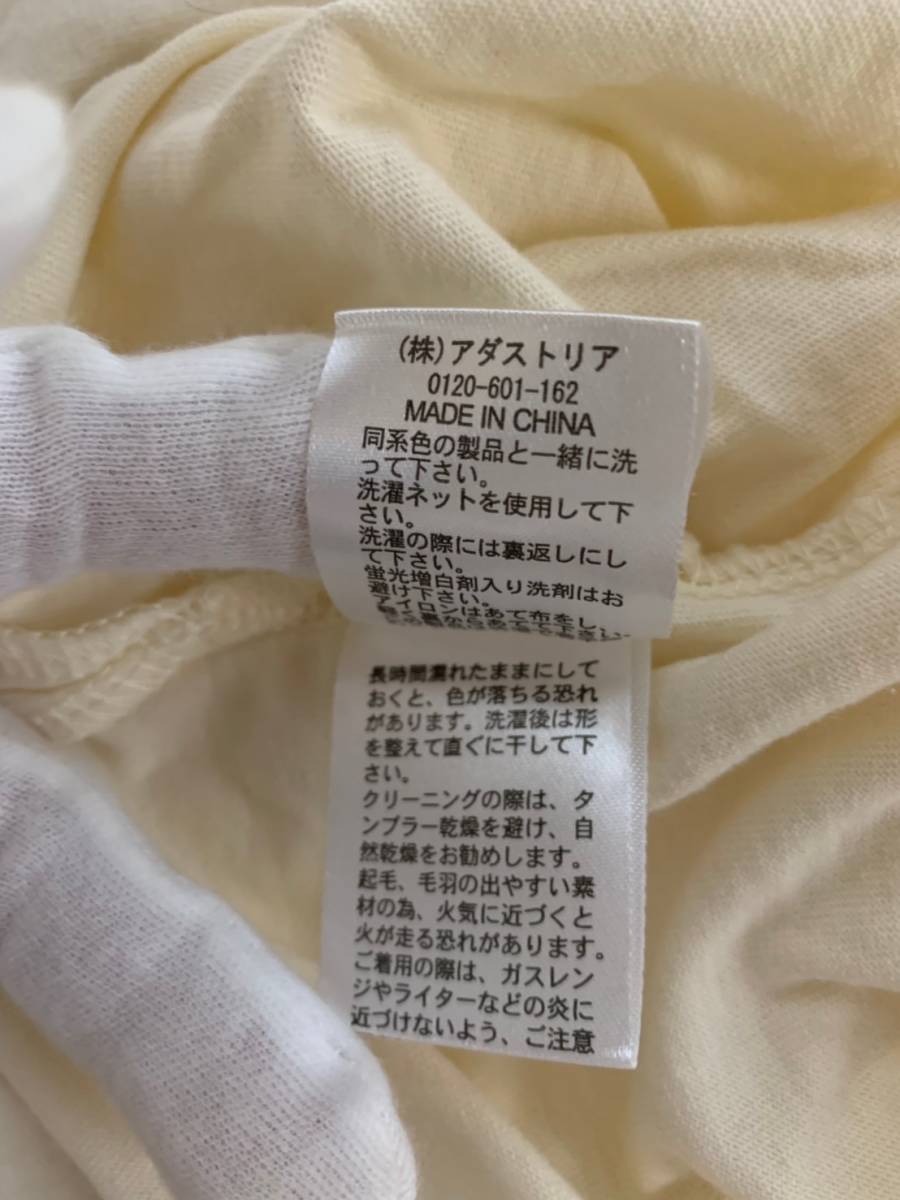 (株)アダストリア
0120-601-162
MADE IN CHINA
同系色の製品と一緒に洗
って下さい。
洗濯ネットを使用して下
さい。
洗濯の際には裏返しにし
て下さい。
蛍光増白剤入り洗剤はお
避け下さい。
アイロンはあて布をし、
長時間濡れたままにして
おくと、色が落ちる恐れ
があります。洗濯後は形
を整えて直ぐに干して下
さい。
クリーニングの際は、タ
ンブラー乾燥を避け、自
然乾燥をお勧めします。
起毛、毛羽の出やすい素
材の為、火気に近づくと
火が走る恐れがあります。
ご着用の際は、ガスレン
ジやライターなどの炎に
近づけないよう、ご注意